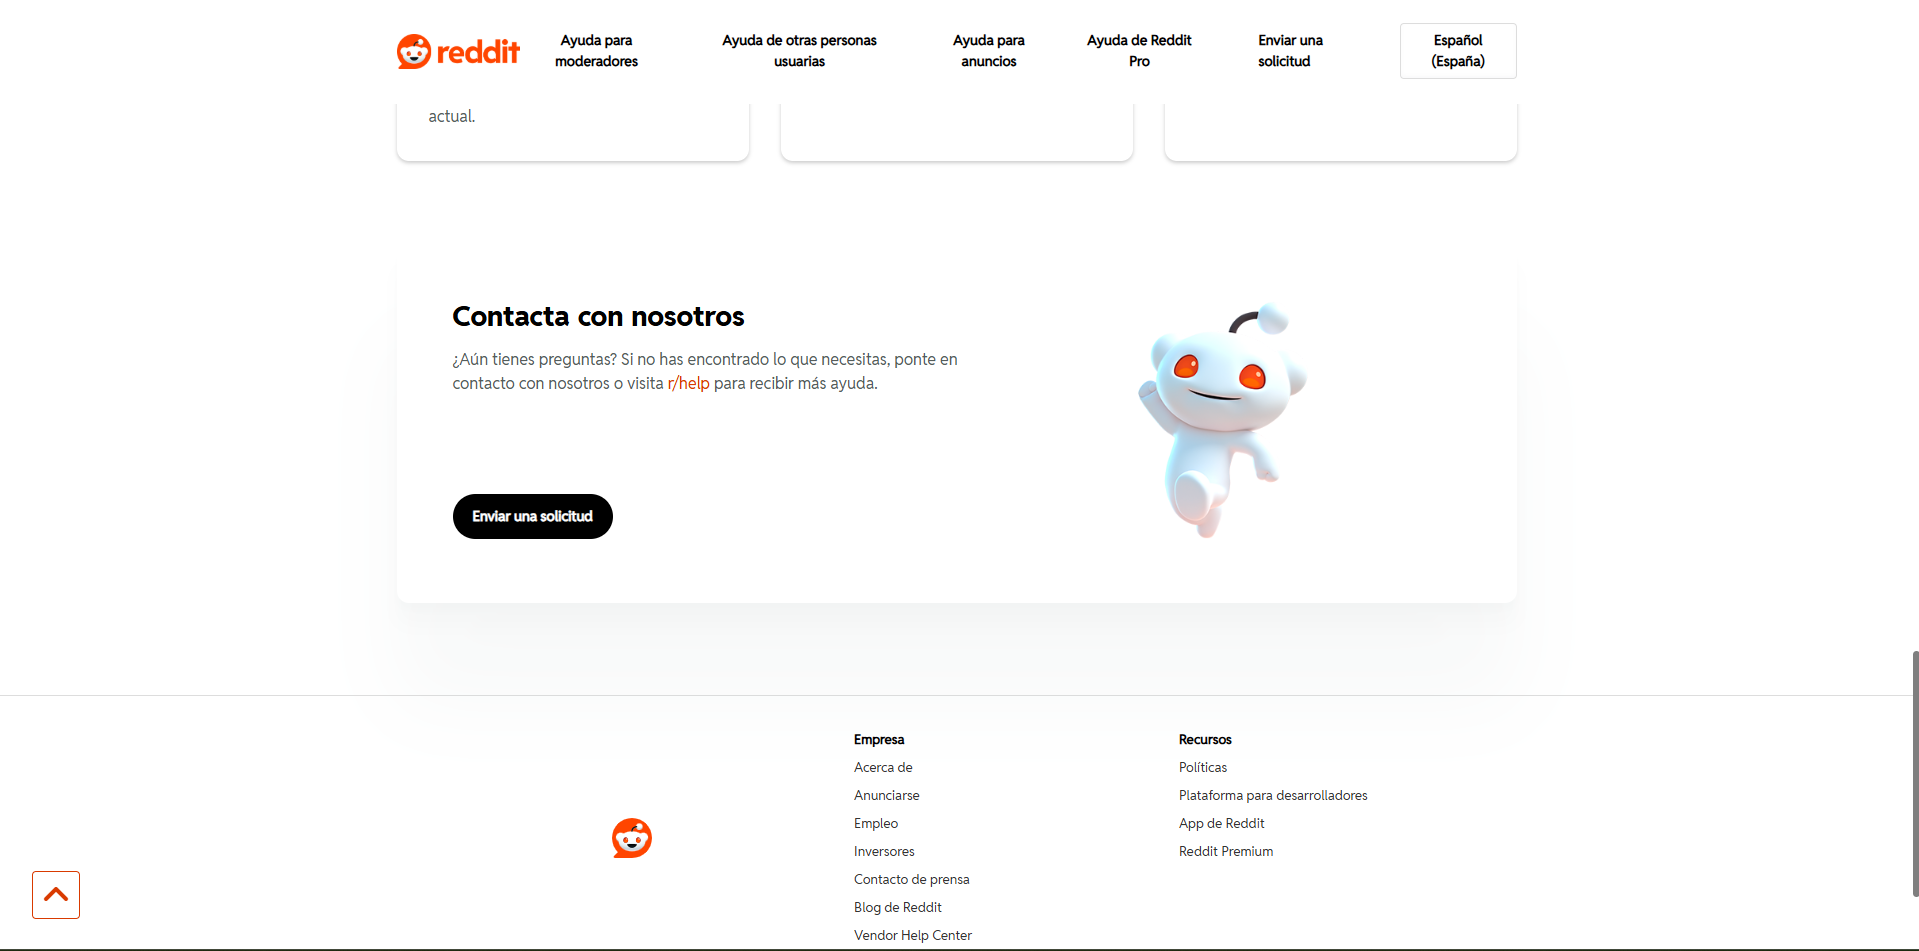 reddit
Ayuda para
moderadores
Ayuda de otras personas
usuarias
Ayuda para
anuncios
Ayuda de Reddit
Pro
Enviar una
solicitud
Español
(España)
actual.
Contacta con nosotros
¿Aún tienes preguntas? Si no has encontrado lo que necesitas, ponte en
contacto con nosotros o visita r/help para recibir más ayuda.
Enviar una solicitud
Empresa
Acerca de
Anunciarse
Empleo
Inversores
Contacto de prensa
Blog de Reddit
Vendor Help Center
Recursos
Políticas
Plataforma para desarrolladores
App de Reddit
Reddit Premium